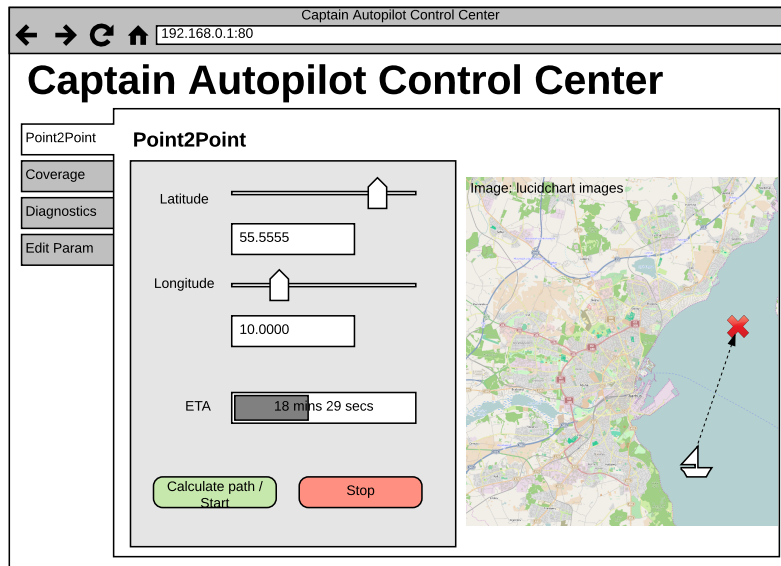 Captain Autopilot Control Center
192.168.0.1:80
Captain Autopilot Control Center
Point2Point
Coverage
Diagnostics
Edit Param
Point2Point
Latitude
55.5555
Longitude
10.0000
ETA
18 mins 29 secs
Calculate path /
Start
Stop
Image: lucidchart images